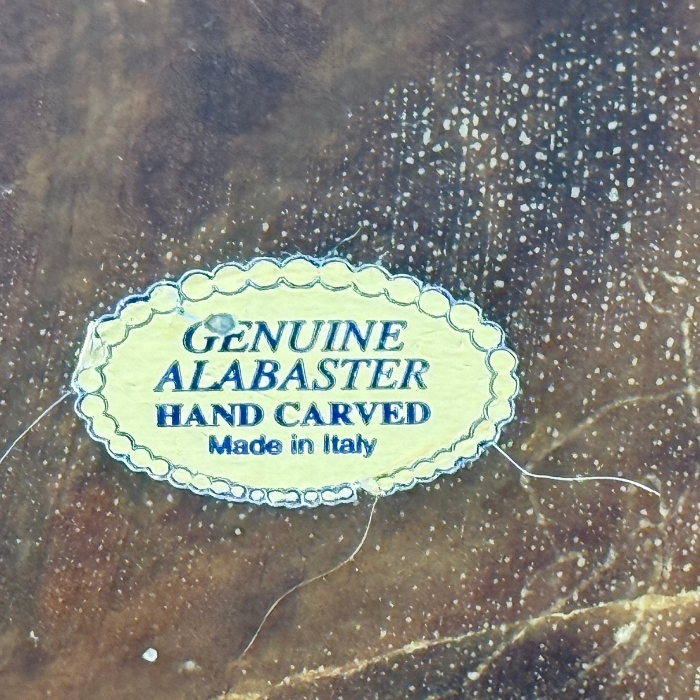 GENUINE
ALABASTER
HAND CARVED
Made in Italy